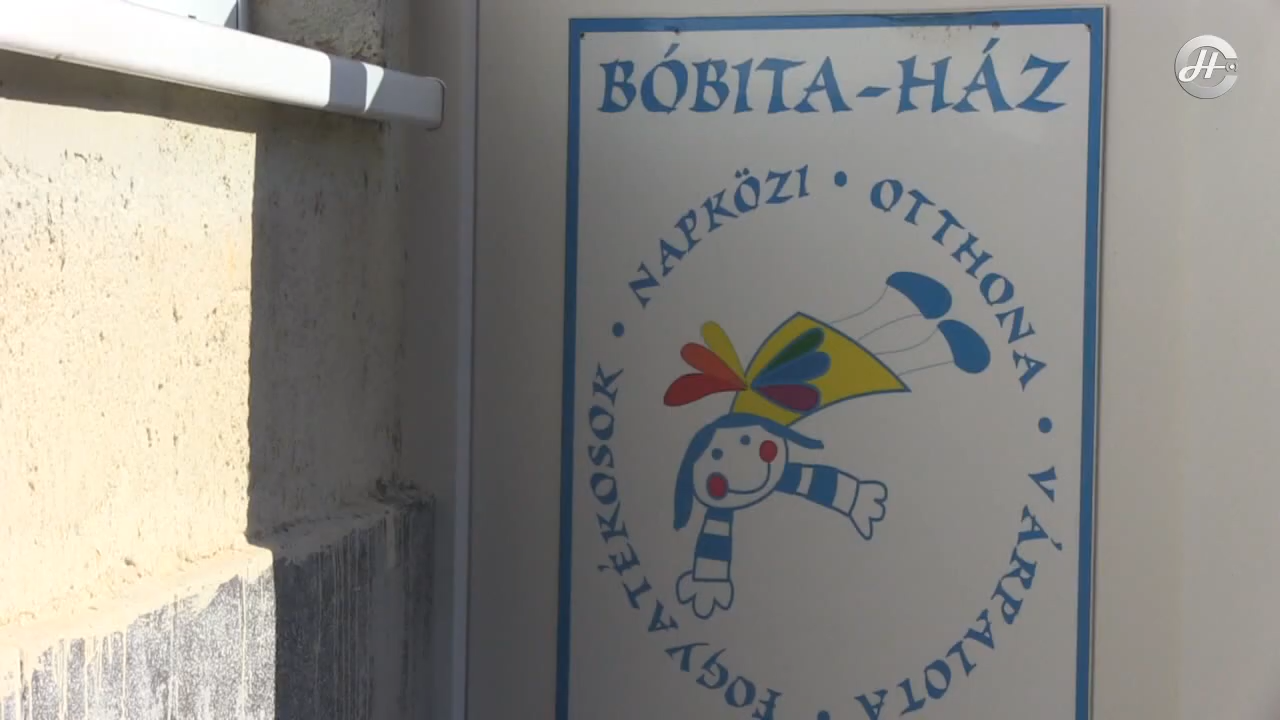 BÓBITA-HÁZ
FOGYATÉKOSOK • NAPKÖZI • OTTHONA • VÁRPALOTA •